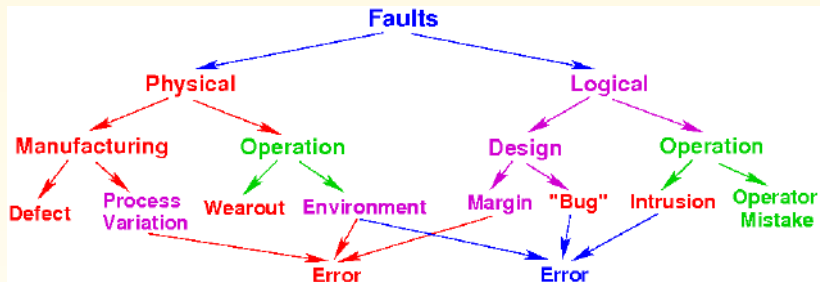 Faults
Physical
Logical
Manufacturing
Operation
Design
Operation
Defect
Process
Variation
Wearout
Environment
Margin
"Bug"
Intrusion
Operator
Mistake
Error
Error